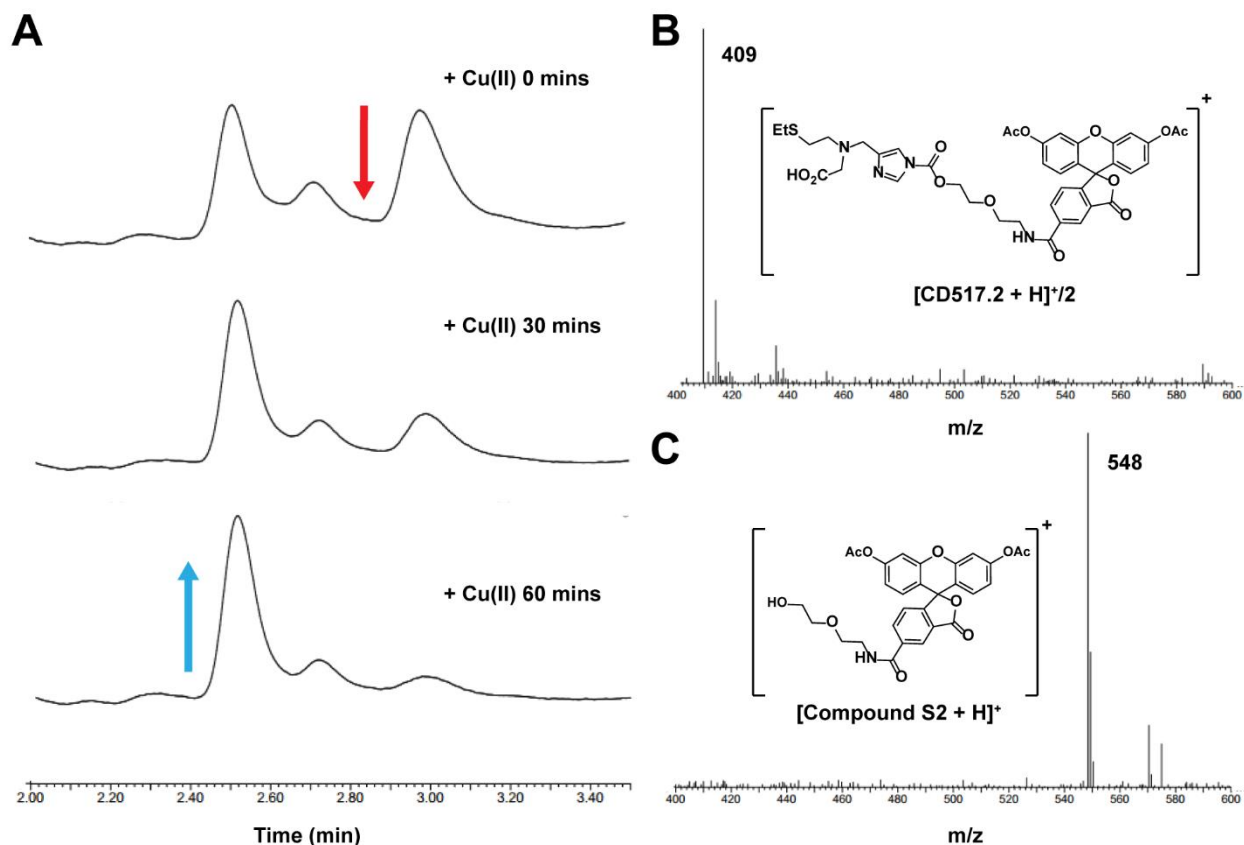 A
+ Cu(II) 0 mins
+ Cu(II) 30 mins
+ Cu(II) 60 mins
2.00 2.20 2.40 2.60 2.80 3.00 3.20 3.40
Time (min)
B
409
+
EtS
N
HO₂C
N
N
O
O
O
HN
O
AcO
O
OAc
O
O
[CD517.2 + H]⁺/2
400 420 440 460 480 500 520 540 560 580 600
m/z
C
548
+
AcO
O
OAc
HO
O
O
O
HN
O
[Compound S2 + H]⁺
400 420 440 460 480 500 520 540 560 580 600
m/z